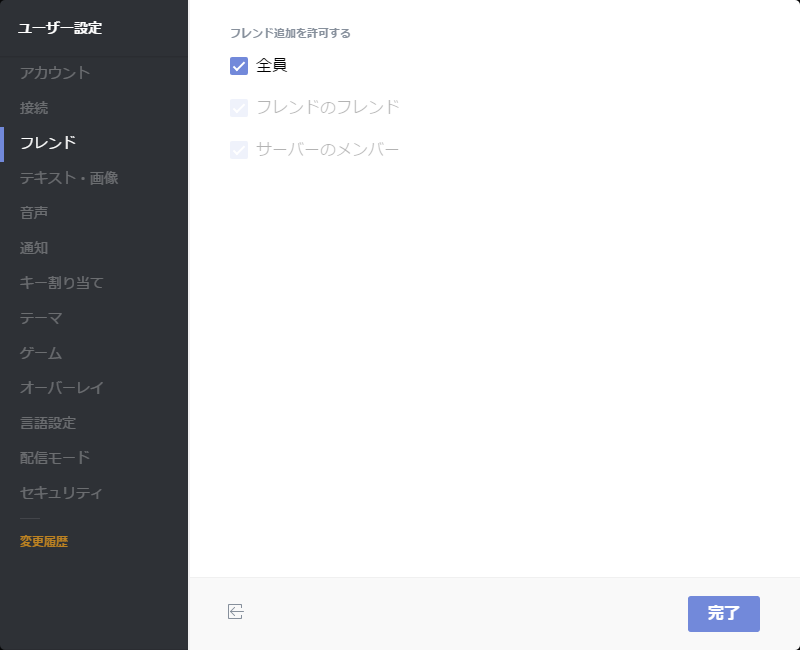 ユーザー設定
アカウント
接続
フレンド
テキスト・画像
音声
通知
キー割り当て
テーマ
ゲーム
オーバーレイ
言語設定
配信モード
セキュリティ
変更履歴
フレンド追加を許可する
全員
フレンドのフレンド
サーバーのメンバー
完了